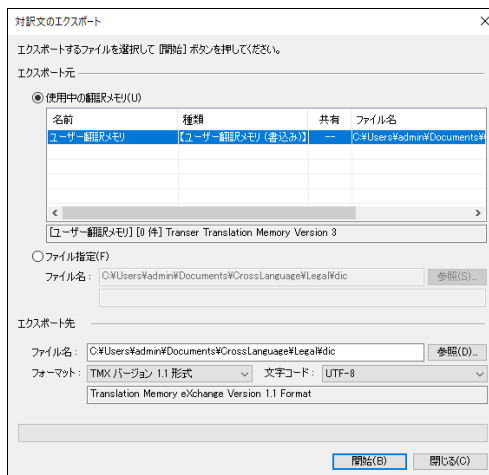 対訳文のエクスポート
エクスポートするファイルを選択して [開始] ボタンを押してください。
エクスポート元
使用中の翻訳メモリ(U)
名前 種類 共有 ファイル名
ユーザー翻訳メモリ 【ユーザー翻訳メモリ (書込み)】 -- C:¥Users¥admin¥Documents¥
[ユーザー翻訳メモリ] [0 件] Transer Translation Memory Version 3
ファイル指定(F)
ファイル名: C:¥Users¥admin¥Documents¥CrossLanguage¥Legal¥dic 参照(S)...
エクスポート先
ファイル名: C:¥Users¥admin¥Documents¥CrossLanguage¥Legal¥dic 参照(D)...
フォーマット: TMX バージョン 1.1 形式 文字コード: UTF-8
Translation Memory eXchange Version 1.1 Format
開始(B) 閉じる(C)